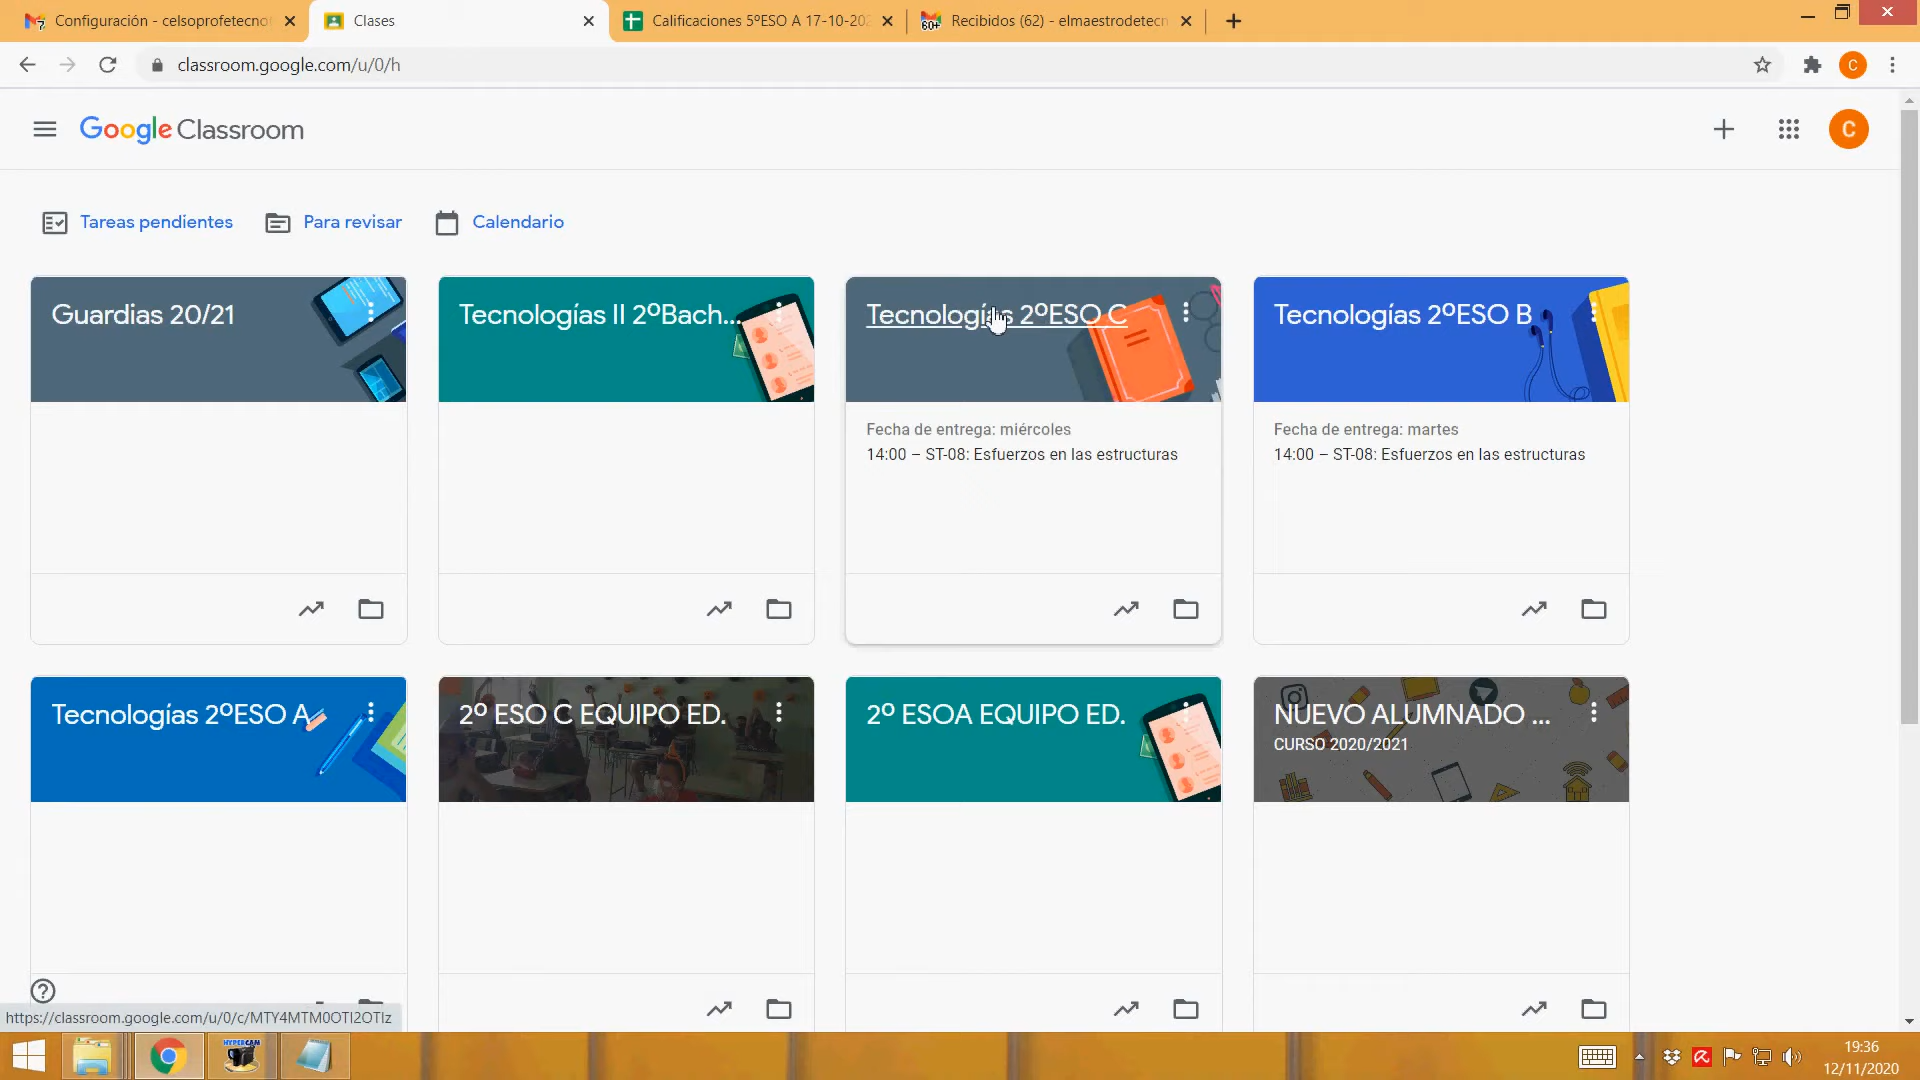 Configuración - celsoprofetecno
Clases
Calificaciones 5ºESO A 17-10-202
60+
Recibidos (62) - elmaestrodetecn
classroom.google.com/u/0/h
C
Google Classroom
C
Tareas pendientes
Para revisar
Calendario
Guardias 20/21
Tecnologías II 2ºBach...
Tecnologías 2ºESO C
Tecnologías 2ºESO B
Fecha de entrega: miércoles
14:00 – ST-08: Esfuerzos en las estructuras
Fecha de entrega: martes
14:00 – ST-08: Esfuerzos en las estructuras
Tecnologías 2ºESO A
2º ESO C EQUIPO ED.
2º ESOA EQUIPO ED.
NUEVO ALUMNADO ...
CURSO 2020/2021
https://classroom.google.com/u/0/c/MTY4MTM0OTI2OTIz
HYPERCAM
19:36
12/11/2020